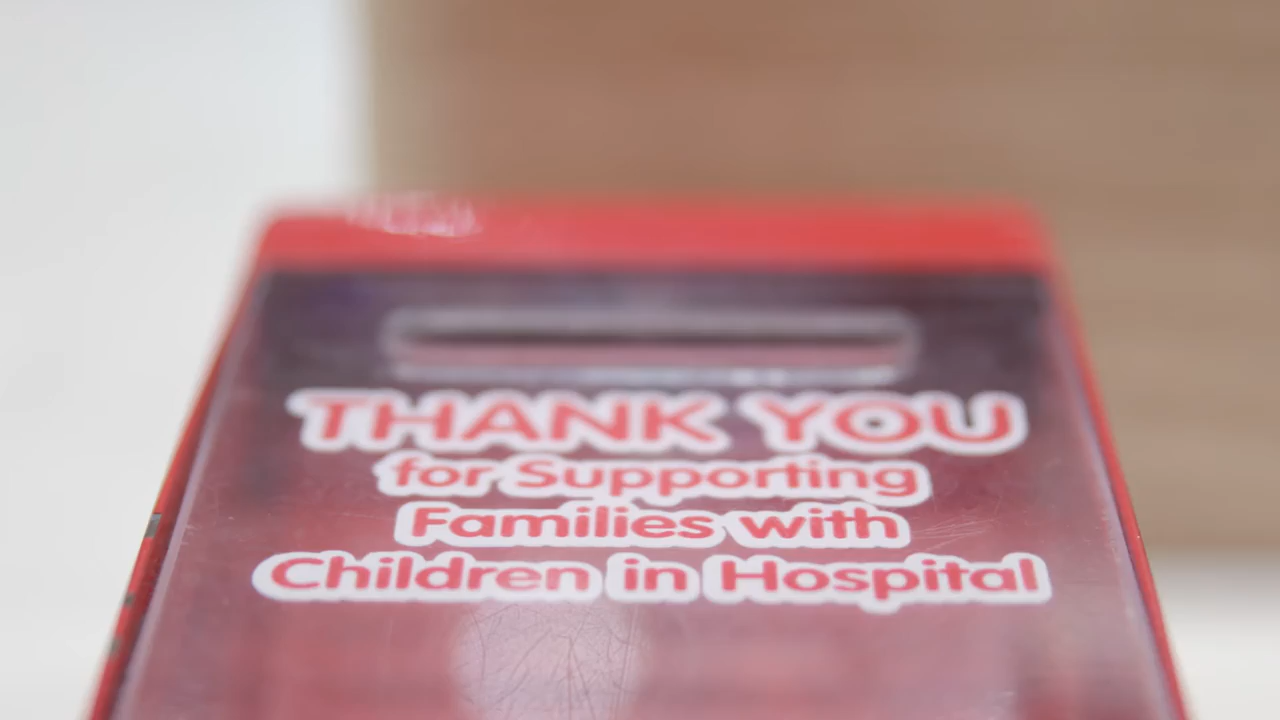 THANK YOU
for Supporting
Families with
Children in Hospital